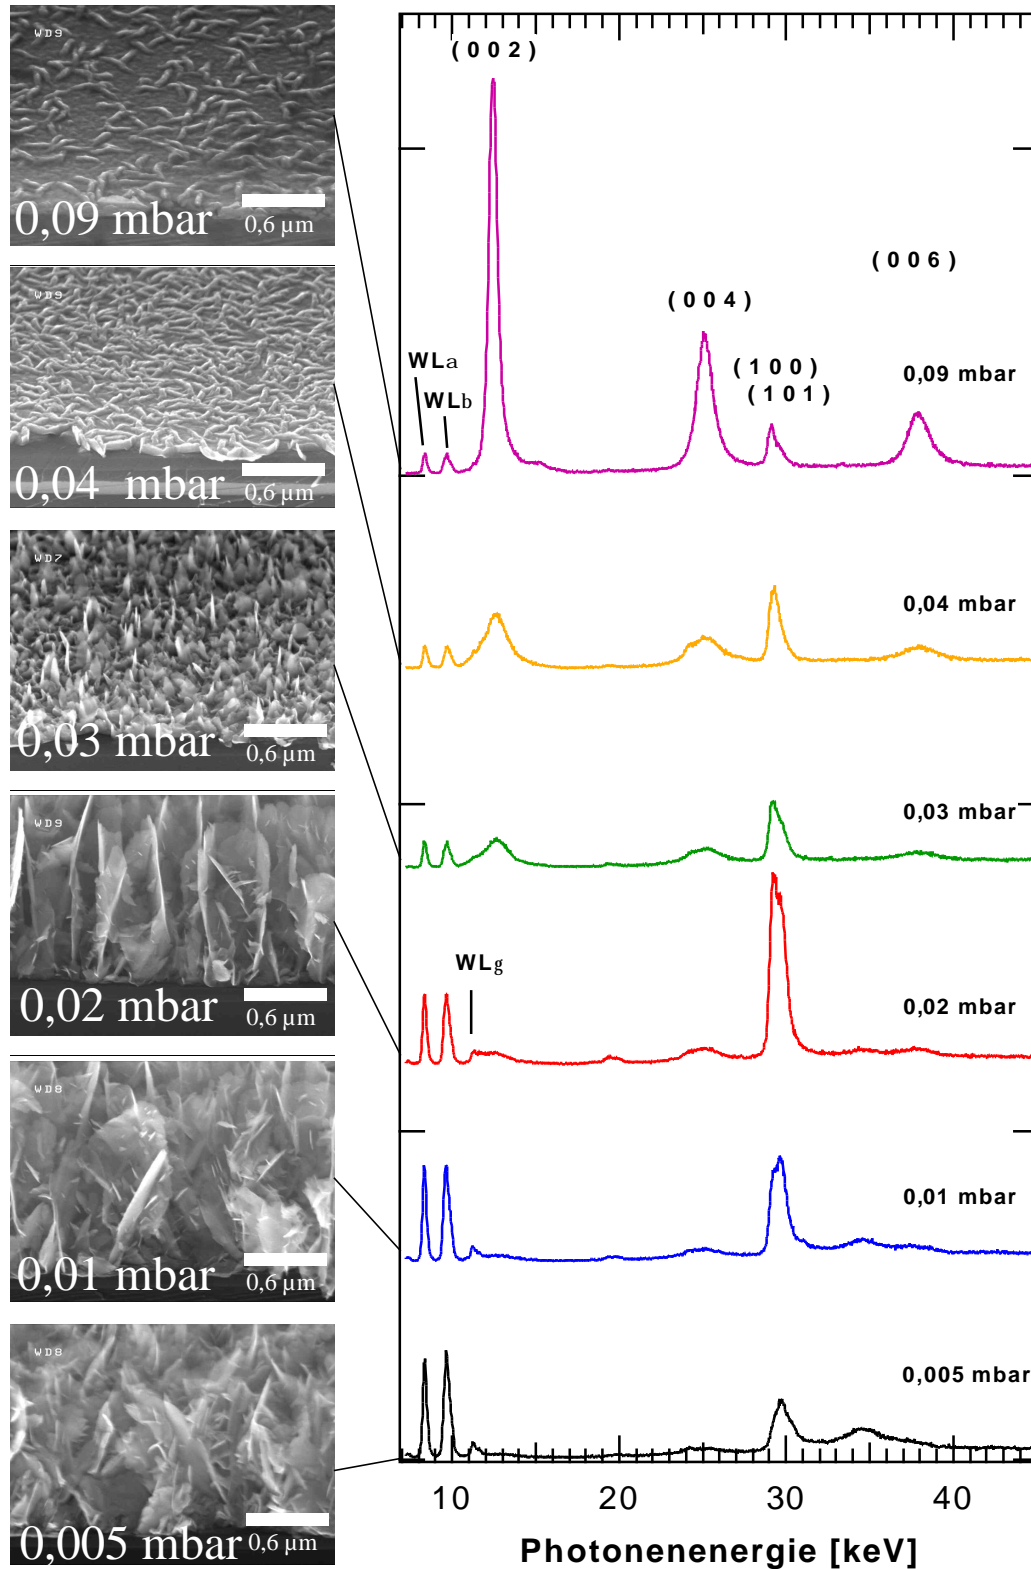 WD9
0,09 mbar
0,6 µm
WD9
0,04 mbar
0,6 µm
WD7
0,03 mbar
0,6 µm
WD9
0,02 mbar
0,6 µm
WD8
0,01 mbar
0,6 µm
WD8
0,005 mbar
0,6 µm
(002)
(006)
(004)
WLa
(100)
0,09 mbar
WLb
(101)
0,04 mbar
0,03 mbar
WLg
0,02 mbar
0,01 mbar
0,005 mbar
10 20 30 40
Photonenenergie [keV]